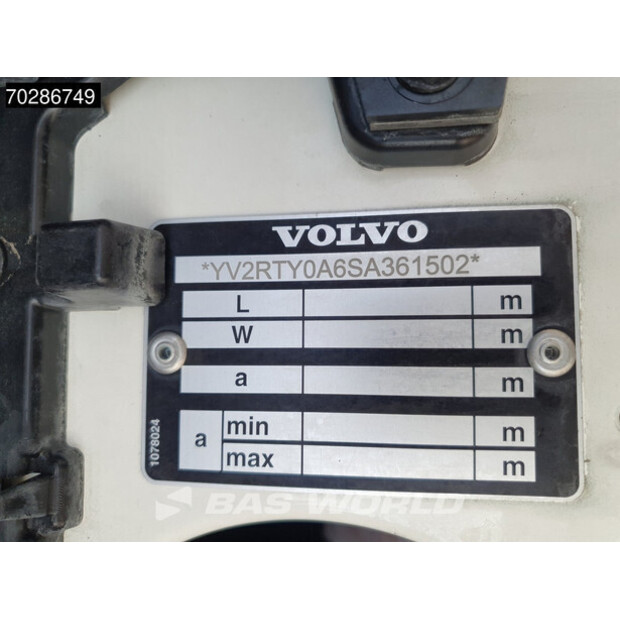 70286749
VOLVO
*YV2RTY0A6SA361502*
L m
W m
a m
a min m
max m
1078024
BAS WORLD